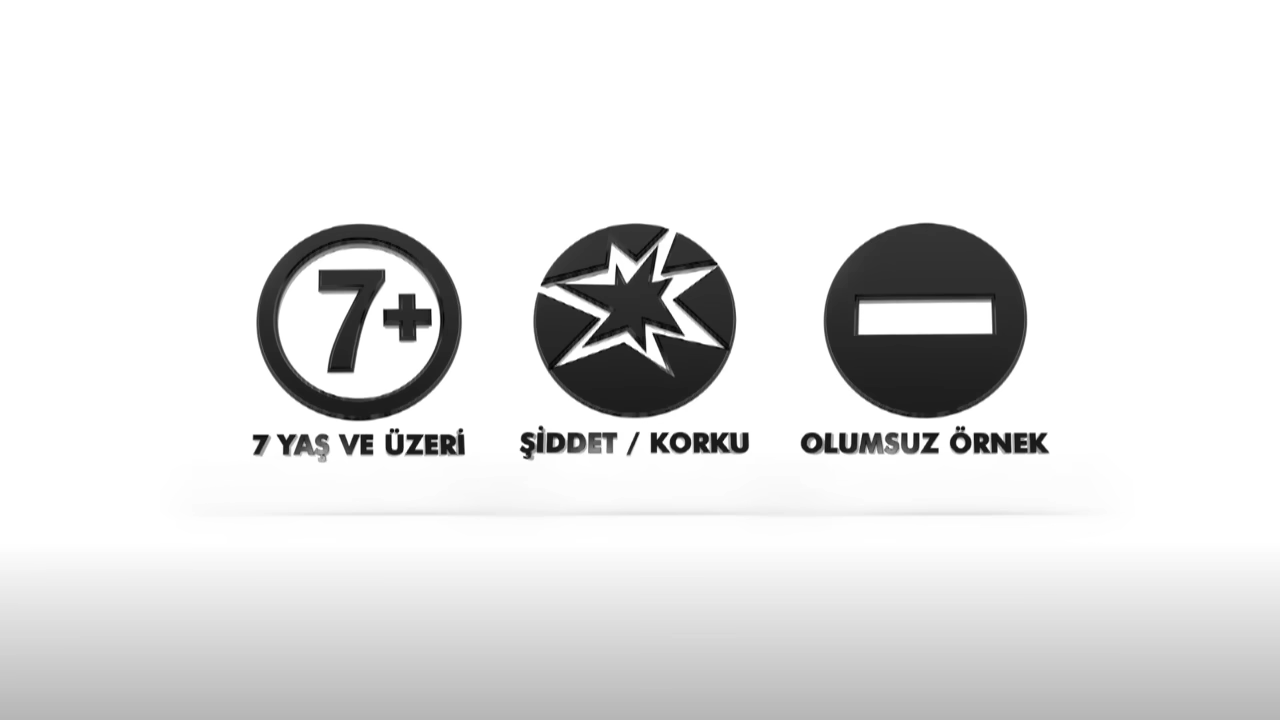 7+
7 YAŞ VE ÜZERİ
ŞİDDET / KORKU
OLUMSUZ ÖRNEK